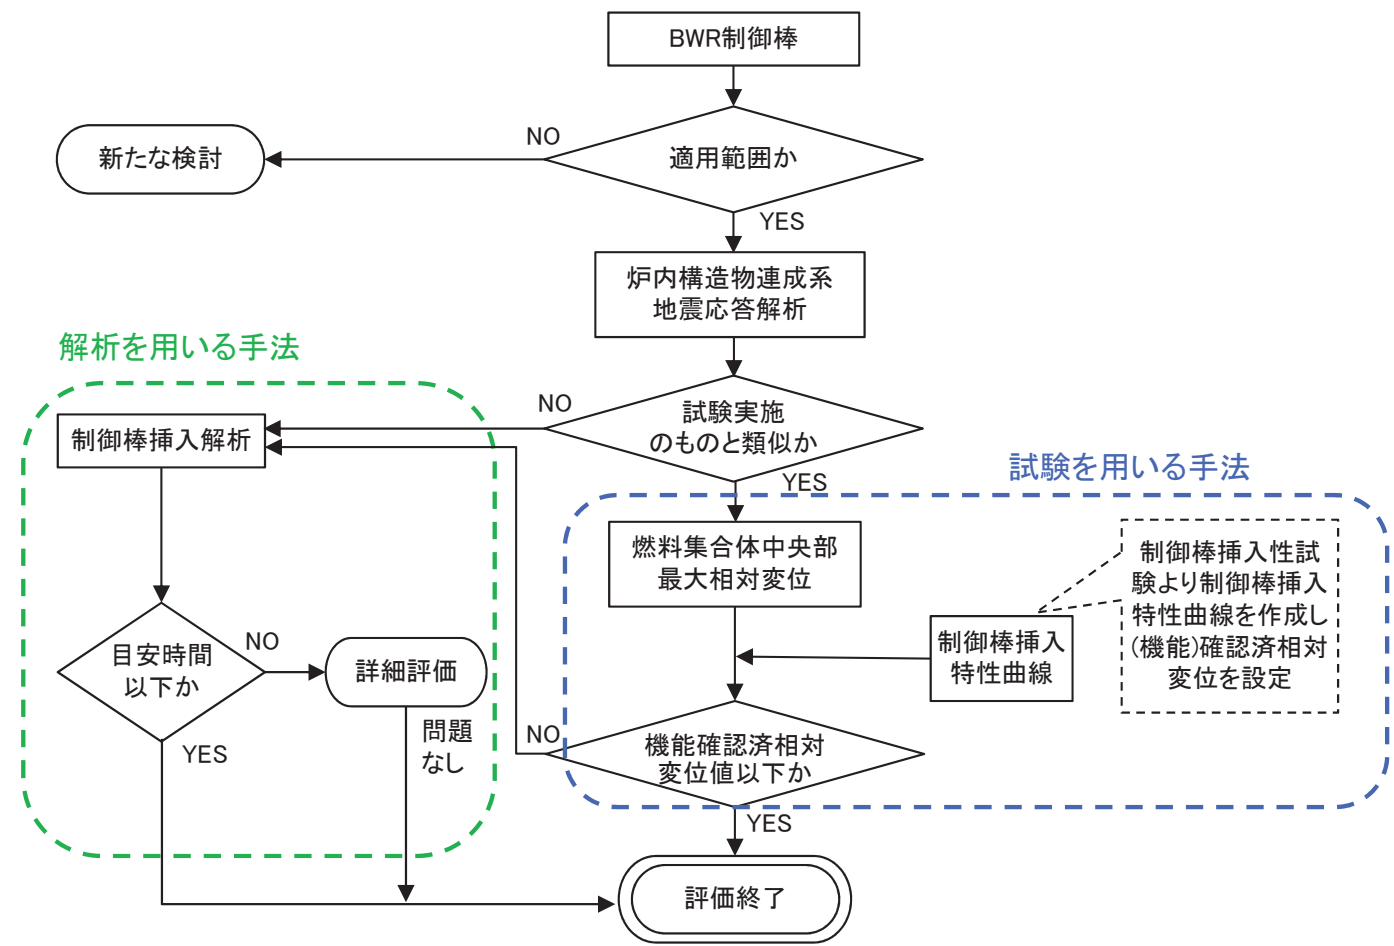 BWR制御棒
NO
新たな検討
適用範囲か
YES
炉内構造物連成系
地震応答解析
解析を用いる手法
NO
試験実施
のものと類似か
制御棒挿入解析
YES
試験を用いる手法
燃料集合体中央部
最大相対変位
制御棒挿入性試
験より制御棒挿入
特性曲線を作成し
(機能)確認済相対
変位を設定
制御棒挿入
特性曲線
目安時間
以下か
NO
詳細評価
YES
問題
なし
NO
機能確認済相対
変位値以下か
YES
評価終了